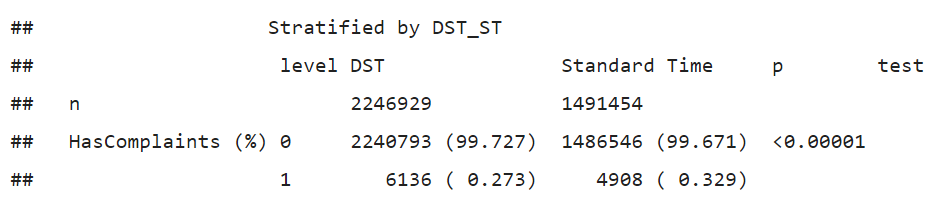 ##                    Stratified by DST_ST
##                     level DST               Standard Time     p        test
##   n                       2246929           1491454
##   HasComplaints (%) 0     2240793 (99.727)  1486546 (99.671)  <0.00001
##                     1        6136 ( 0.273)     4908 ( 0.329)